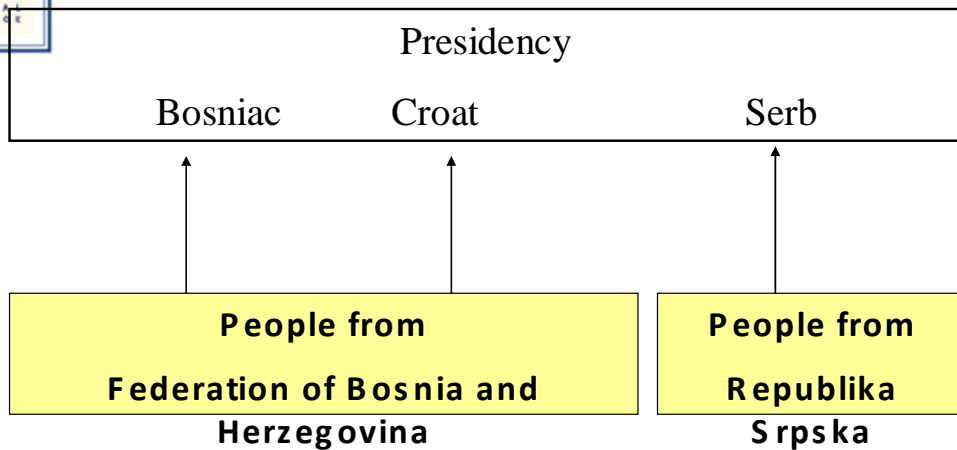 Presidency
Bosniac Croat Serb
People from
Federation of Bosnia and
Herzegovina
People from
Republika
Srpska